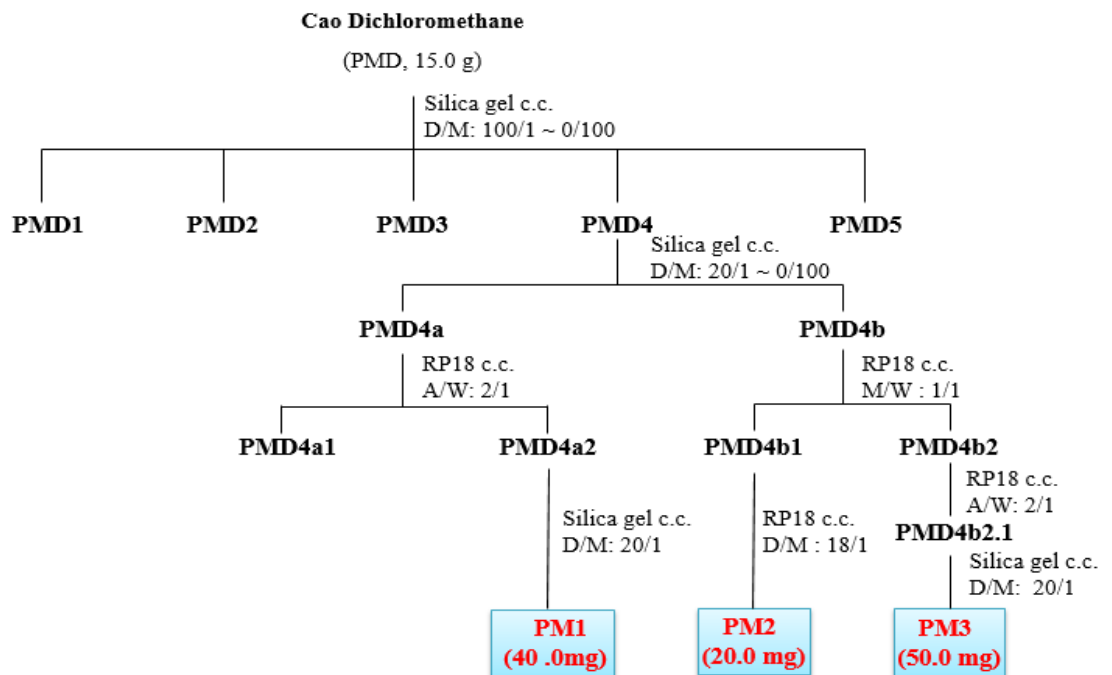 Cao Dichloromethane
(PMD, 15.0 g)
Silica gel c.c.
D/M: 100/1 ~ 0/100
PMD1
PMD2
PMD3
PMD4
PMD5
Silica gel c.c.
D/M: 20/1 ~ 0/100
PMD4a
PMD4b
RP18 c.c.
A/W: 2/1
RP18 c.c.
M/W : 1/1
PMD4a1
PMD4a2
PMD4b1
PMD4b2
RP18 c.c.
A/W: 2/1
Silica gel c.c.
D/M: 20/1
RP18 c.c.
D/M : 18/1
PMD4b2.1
Silica gel c.c.
D/M: 20/1
PM1
(40 .0mg)
PM2
(20.0 mg)
PM3
(50.0 mg)